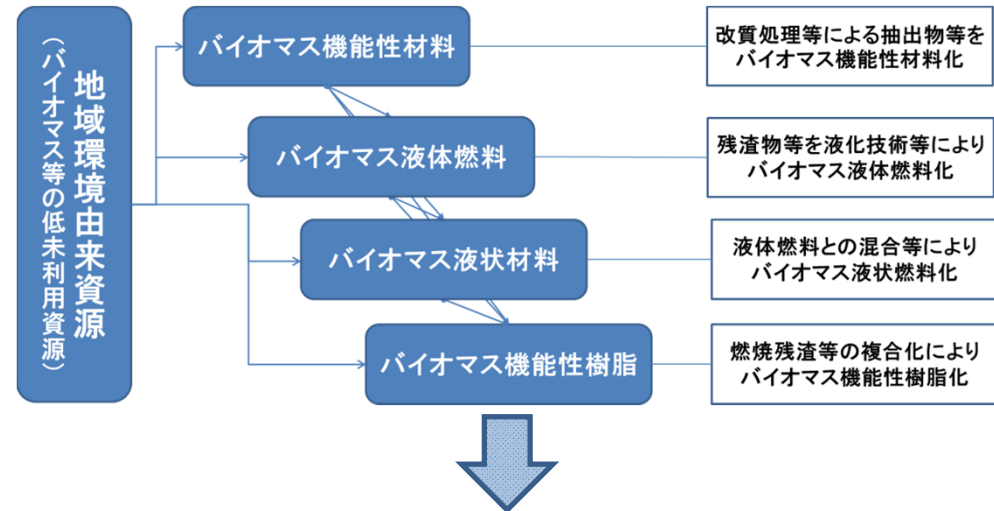 地域環境由来資源
（バイオマス等の低未利用資源）
バイオマス機能性材料
改質処理等による抽出物等を
バイオマス機能性材料化
バイオマス液体燃料
残渣物等を液化技術等により
バイオマス液体燃料化
バイオマス液状材料
液体燃料との混合等により
バイオマス液状燃料化
バイオマス機能性樹脂
燃焼残渣等の複合化により
バイオマス機能性樹脂化